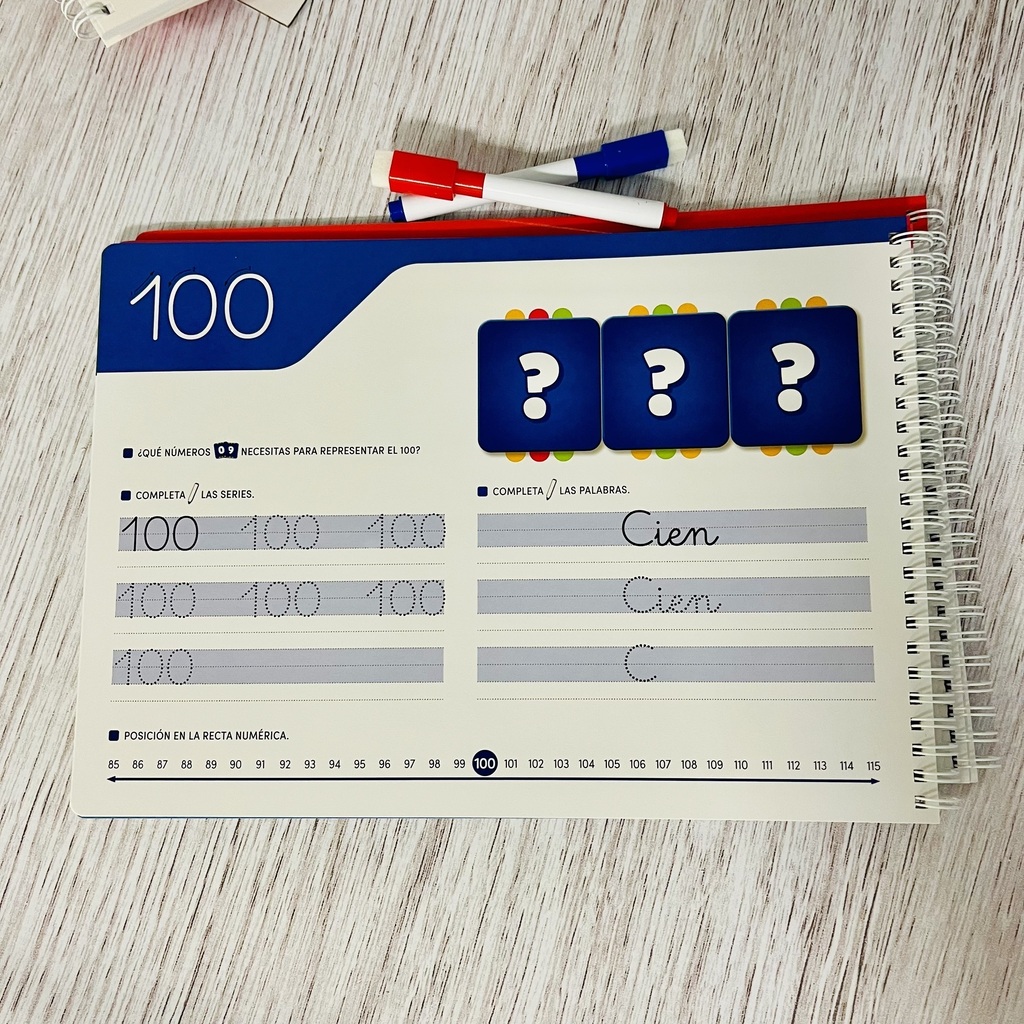 100
? ? ?
¿QUÉ NÚMEROS 0 9 NECESITAS PARA REPRESENTAR EL 100?
COMPLETA LAS SERIES.
100 100 100
100 100 100
100
COMPLETA LAS PALABRAS.
Cien
Cien
C
POSICIÓN EN LA RECTA NUMÉRICA.
85 86 87 88 89 90 91 92 93 94 95 96 97 98 99 100 101 102 103 104 105 106 107 108 109 110 111 112 113 114 115